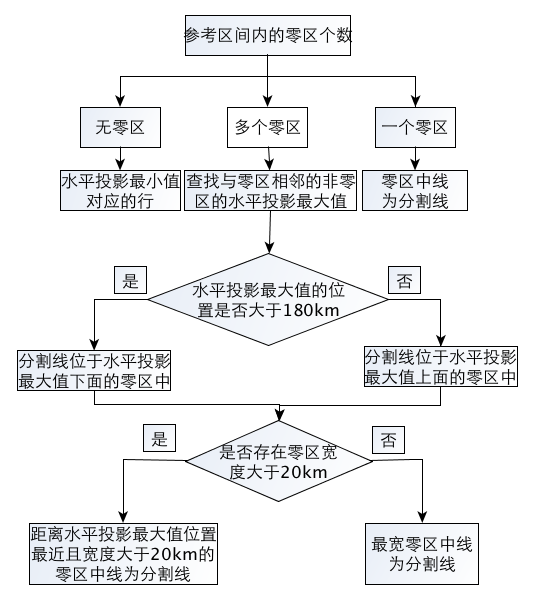 参考区间内的零区个数
无零区
多个零区
一个零区
水平投影最小值
对应的行
查找与零区相邻的非零
区的水平投影最大值
零区中线
为分割线
是
否
水平投影最大值的位
置是否大于180km
分割线位于水平投影
最大值下面的零区中
分割线位于水平投影
最大值上面的零区中
是
否
是否存在零区宽
度大于20km
距离水平投影最大值位置
最近且宽度大于20km的
零区中线为分割线
最宽零区中线
为分割线